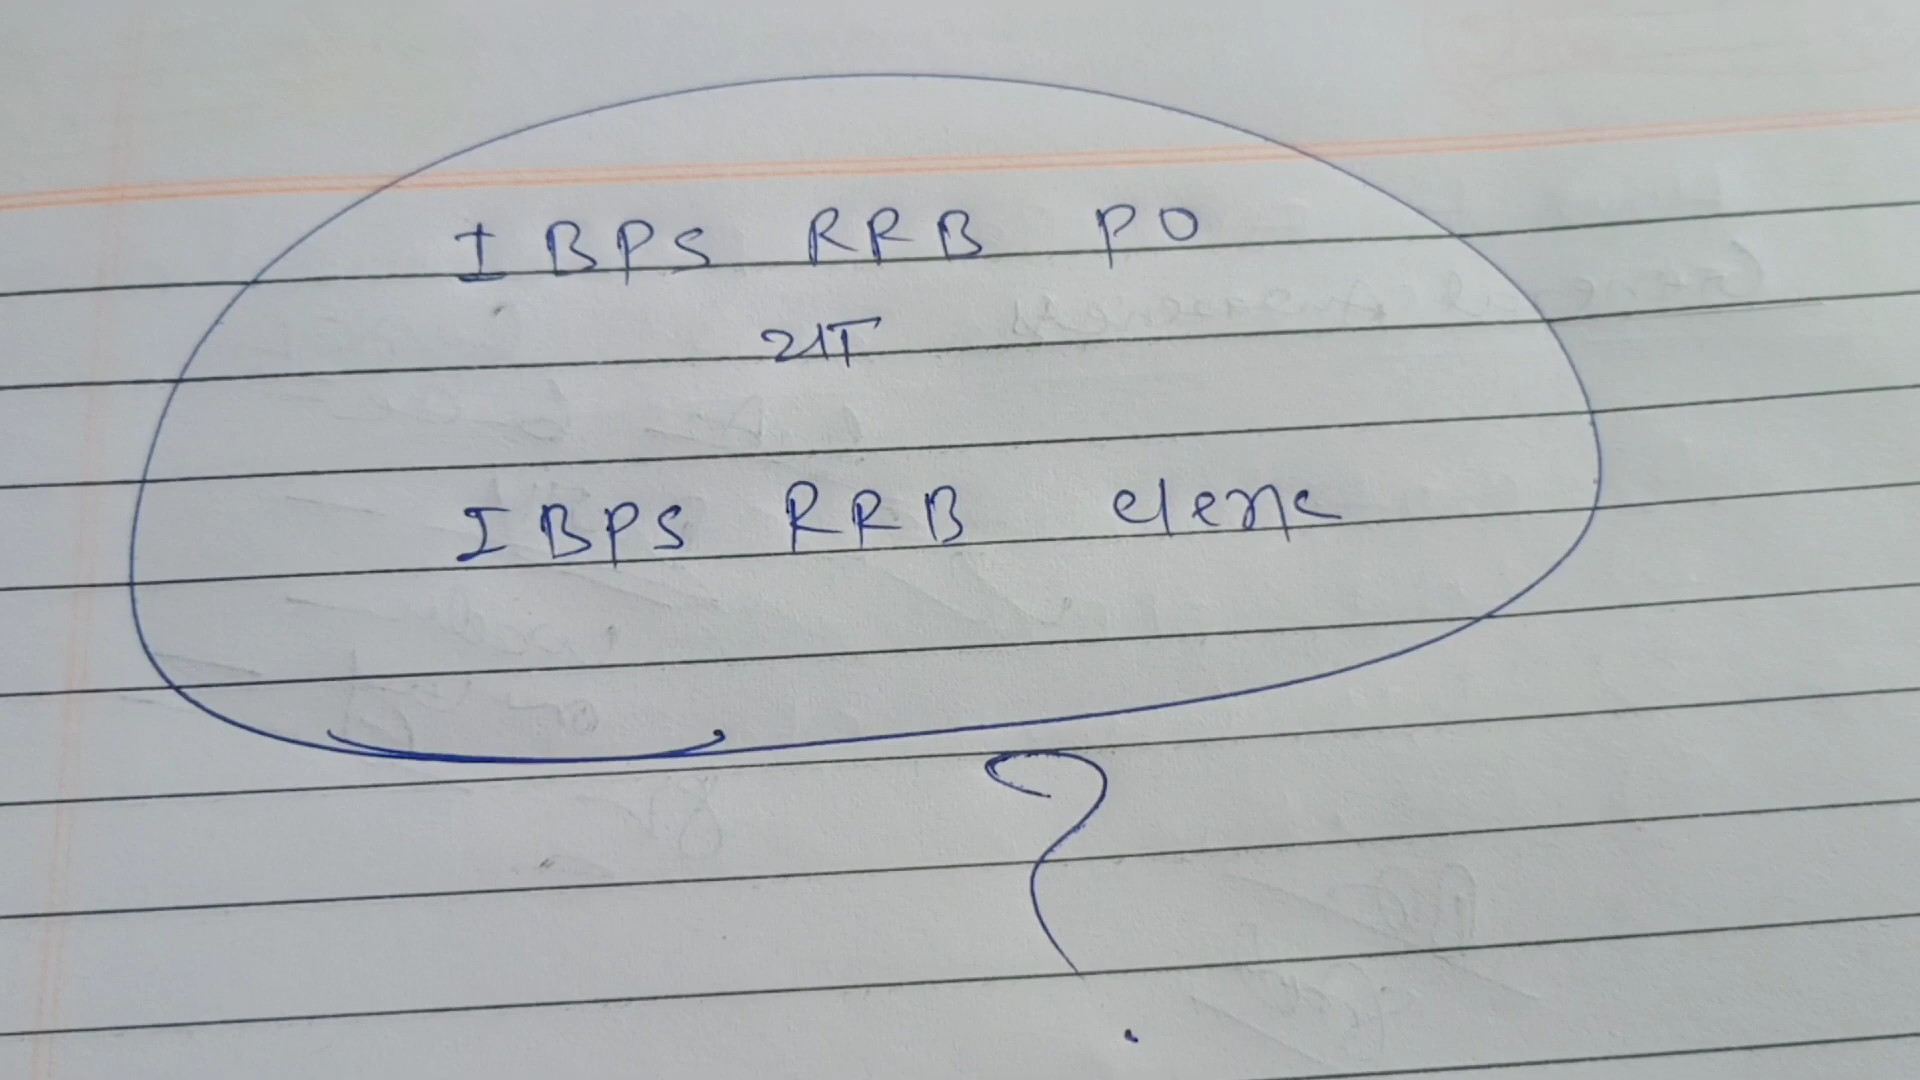 IBPS RRB PO
या
IBPS RRB clerk
?